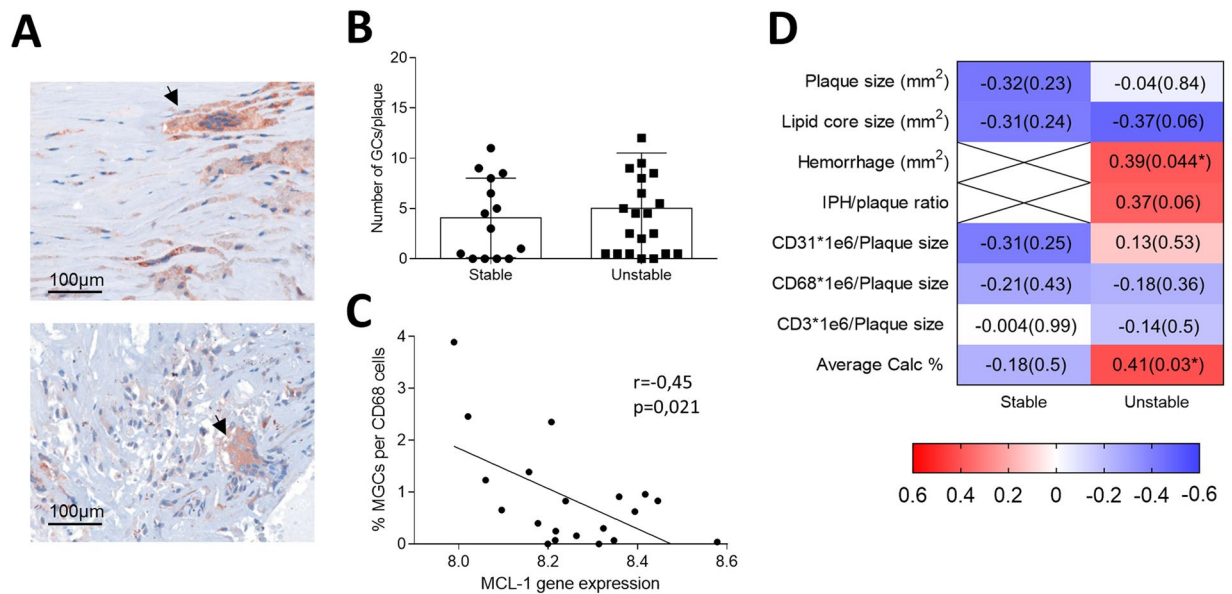 A
100µm
100µm
B
Number of GCs/plaque
20
15
10
5
0
Stable
Unstable
C
% MGCs per CD68 cells
4
3
2
1
0
r=-0,45
p=0,021
8.0
8.2
8.4
8.6
MCL-1 gene expression
D
Plaque size (mm²) -0.32(0.23) -0.04(0.84)
Lipid core size (mm²) -0.31(0.24) -0.37(0.06)
Hemorrhage (mm²) 0.39(0.044*)
IPH/plaque ratio 0.37(0.06)
CD31*1e6/Plaque size -0.31(0.25) 0.13(0.53)
CD68*1e6/Plaque size -0.21(0.43) -0.18(0.36)
CD3*1e6/Plaque size -0.004(0.99) -0.14(0.5)
Average Calc % -0.18(0.5) 0.41(0.03*)
Stable Unstable
0.6 0.4 0.2 0 -0.2 -0.4 -0.6